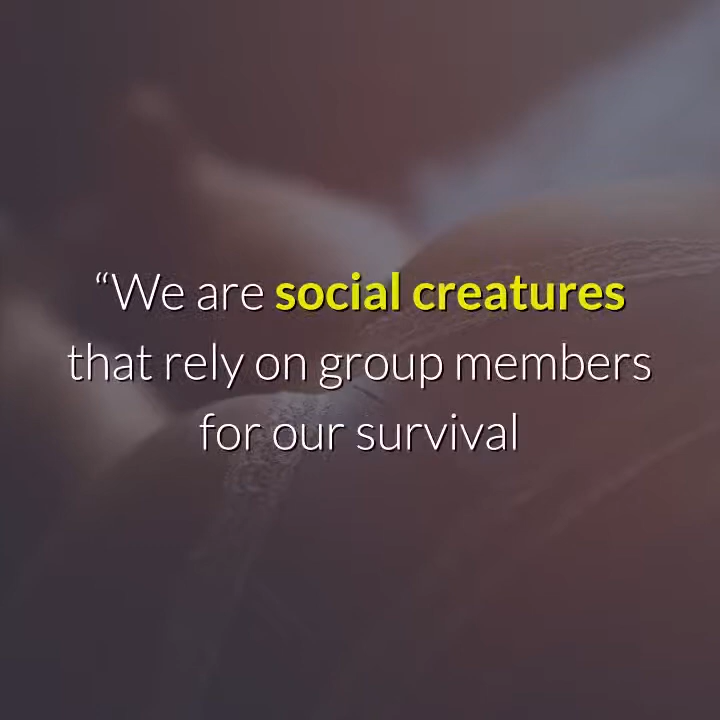 “We are social creatures
that rely on group members
for our survival